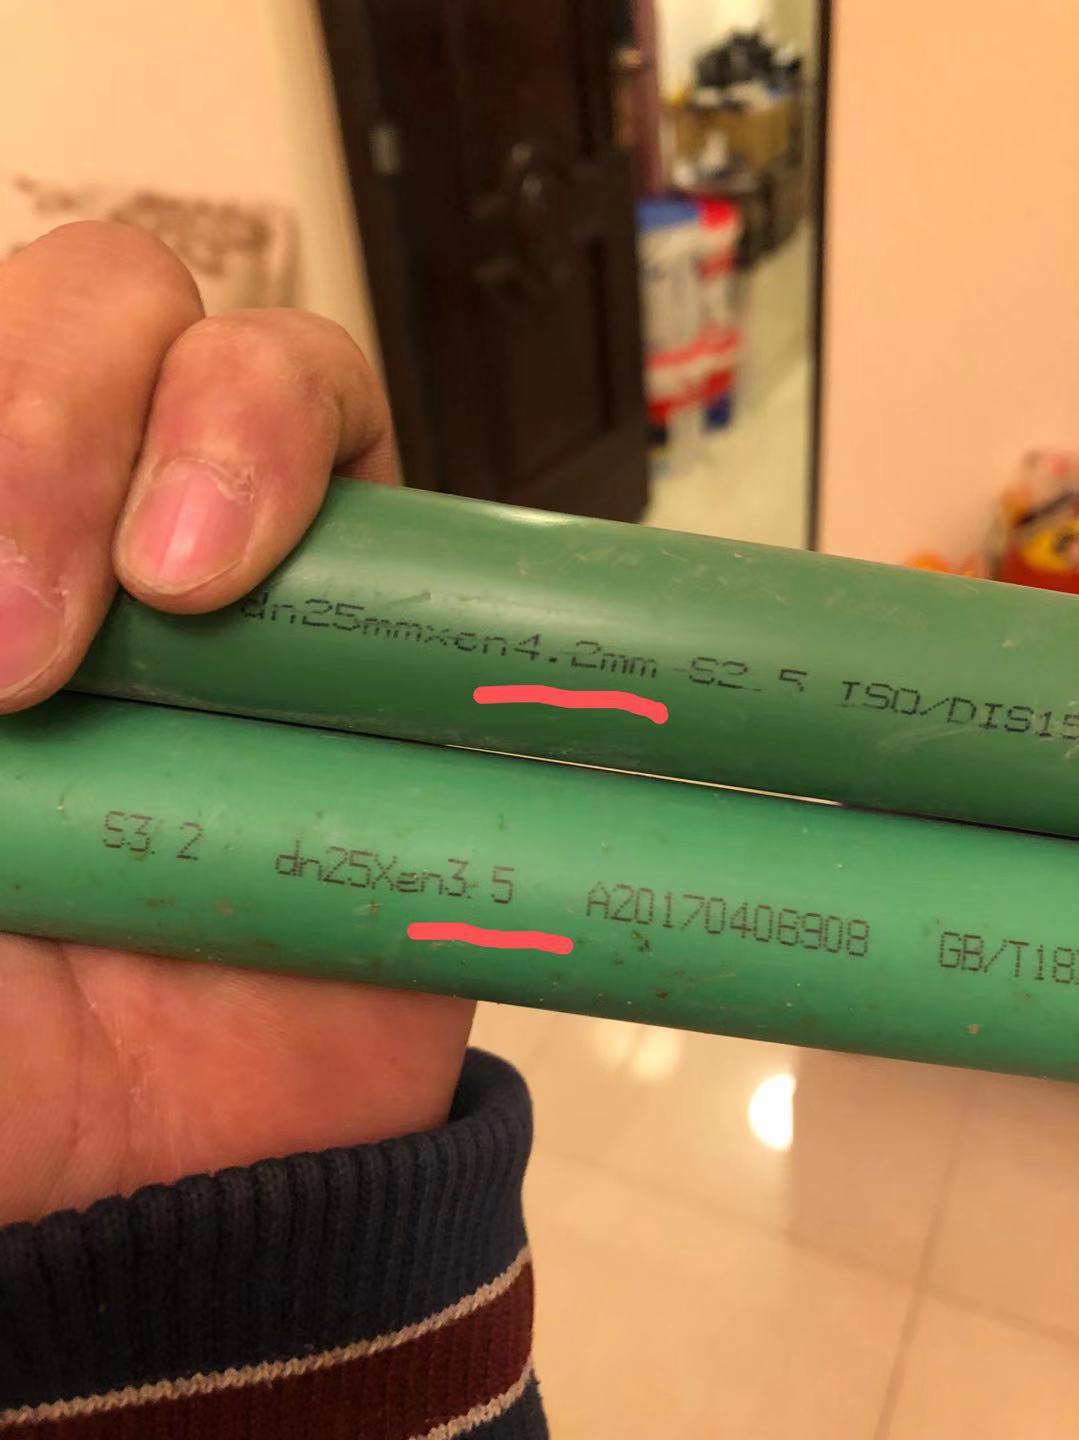 dn25mmxen4.2mm S2.5 ISO/DIS15
S3.2 dn25Xen3.5 A20170406908 GB/T18